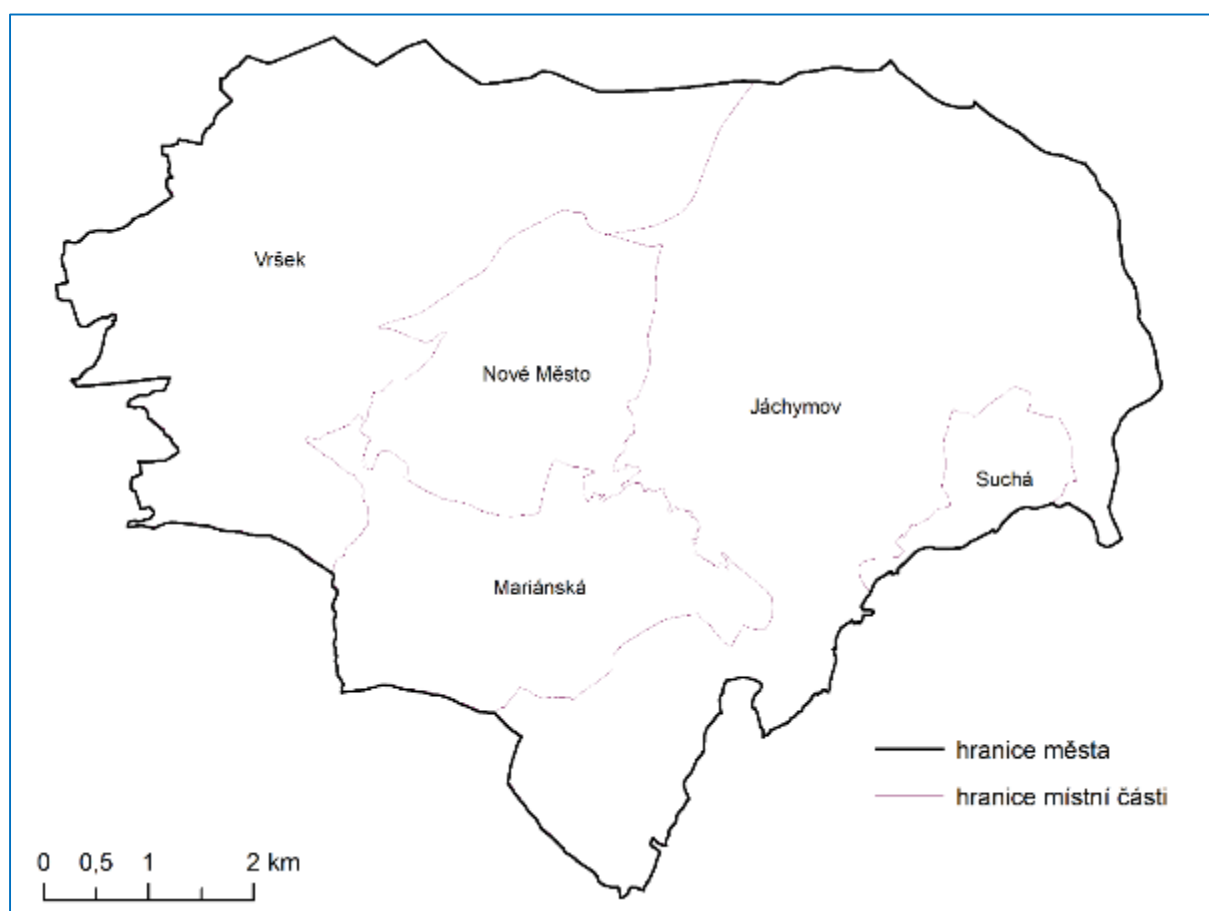 Vršek
Nové Město
Jáchymov
Suchá
Mariánská
hranice města
hranice místní části
0 0,5 1 2 km